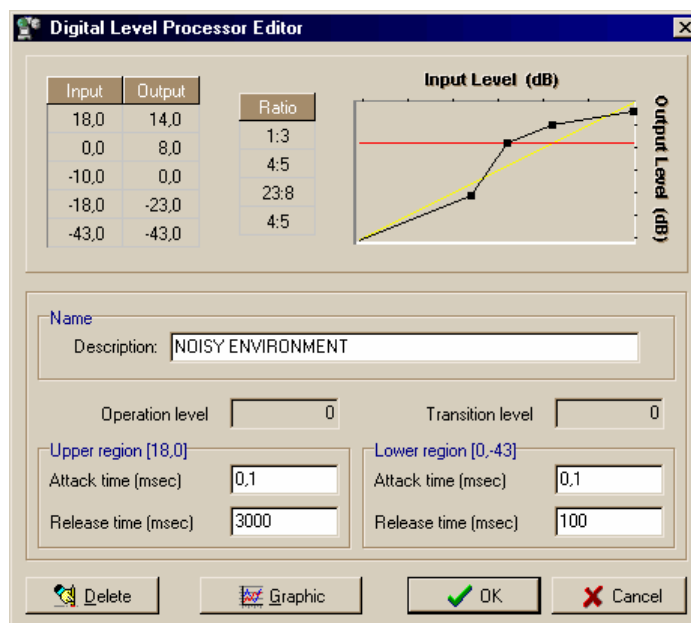 Digital Level Processor Editor
Input Output
18,0 14,0
0,0 8,0
-10,0 0,0
-18,0 -23,0
-43,0 -43,0
Ratio
1:3
4:5
23:8
4:5
Input Level (dB)
Output Level (dB)
Name
Description: NOISY ENVIRONMENT
Operation level 0
Transition level 0
Upper region [18,0]
Attack time (msec) 0,1
Release time (msec) 3000
Lower region [0,-43]
Attack time (msec) 0,1
Release time (msec) 100
Delete
Graphic
OK
Cancel